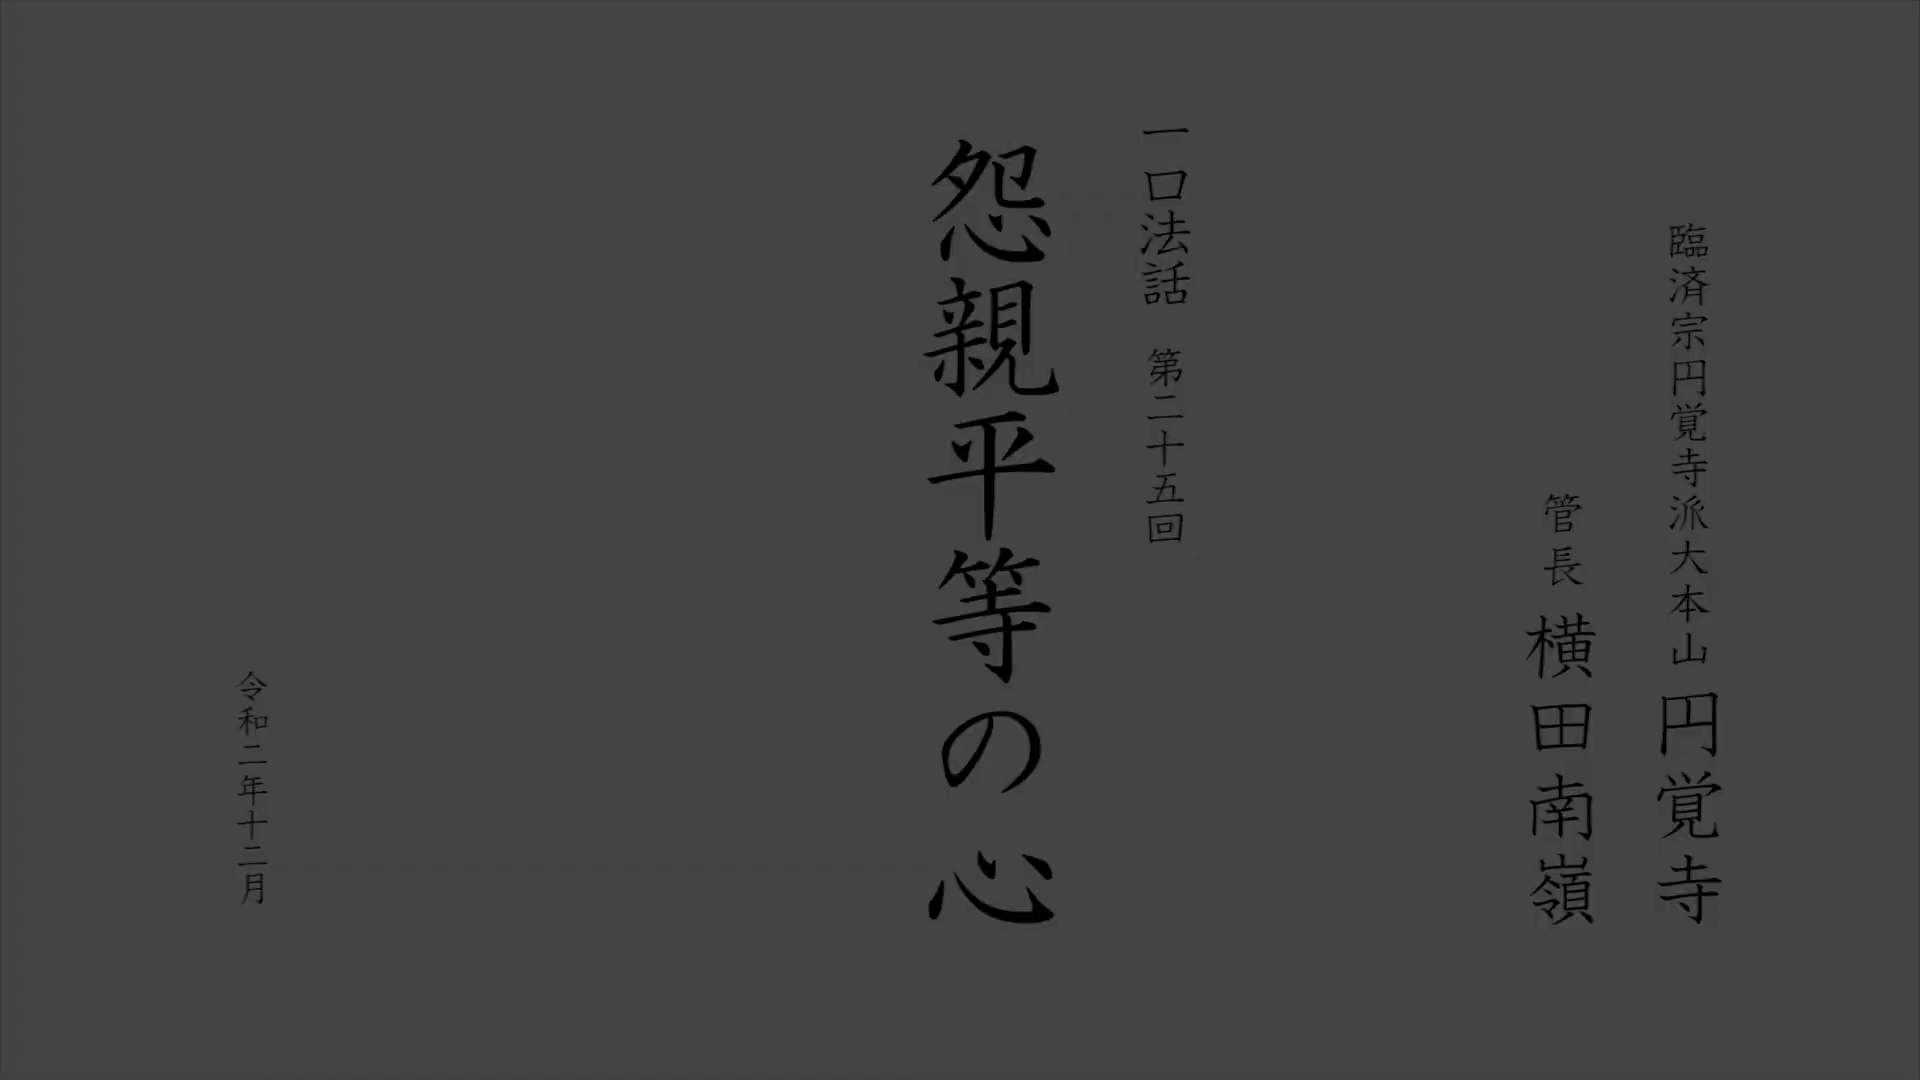 臨済宗円覚寺派大本山 円覚寺
管長 横田南嶺
一口法話 第二十五回
怨親平等の心
令和二年十二月